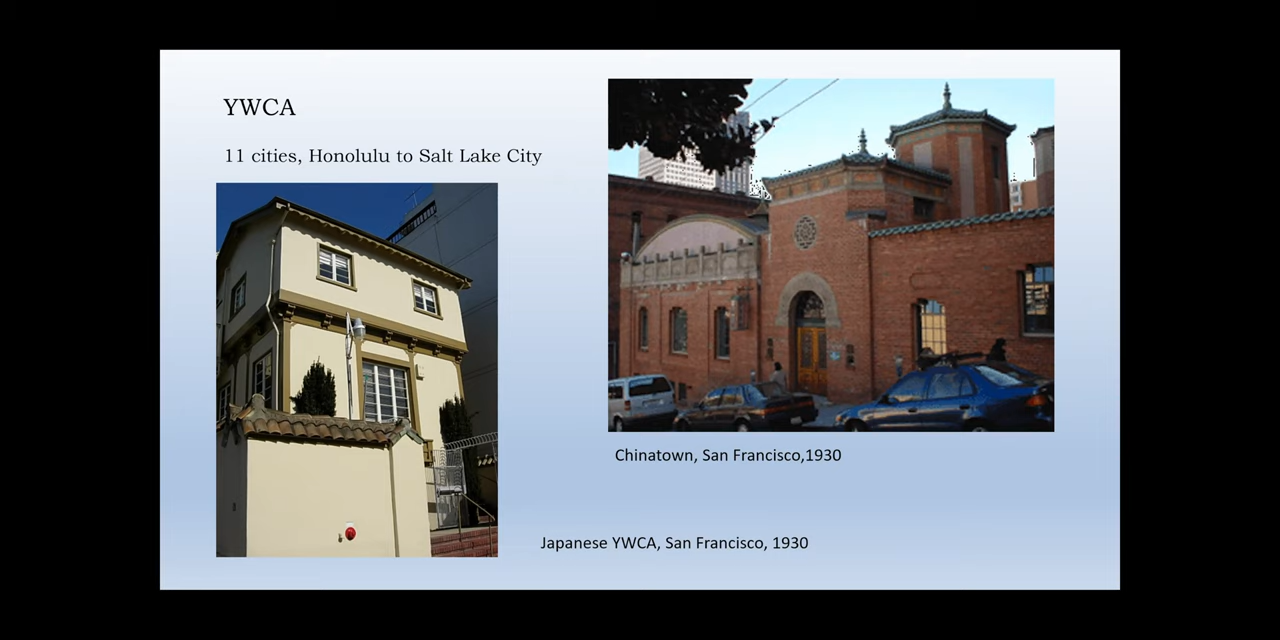 YWCA
11 cities, Honolulu to Salt Lake City
Chinatown, San Francisco,1930
Japanese YWCA, San Francisco, 1930